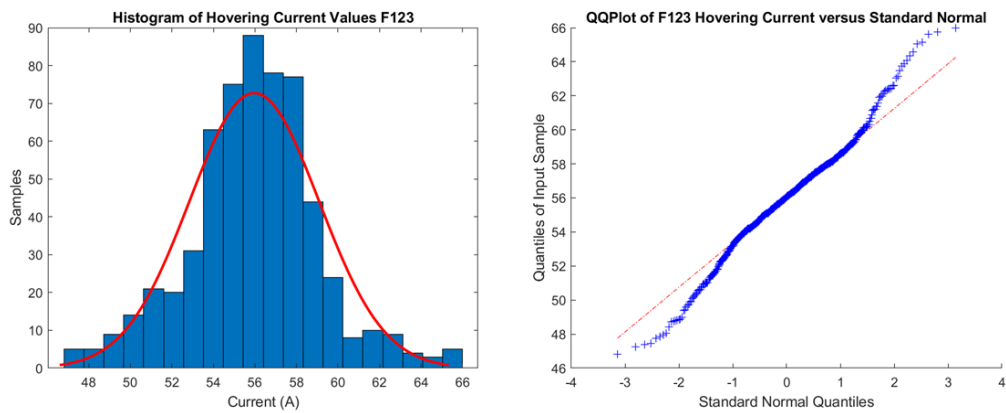 Histogram of Hovering Current Values F123
90
80
70
60
50
40
30
20
10
0
Samples
48 50 52 54 56 58 60 62 64 66
Current (A)
QQPlot of F123 Hovering Current versus Standard Normal
66
64
62
60
58
56
54
52
50
48
46
Quantiles of Input Sample
-4 -3 -2 -1 0 1 2 3 4
Standard Normal Quantiles